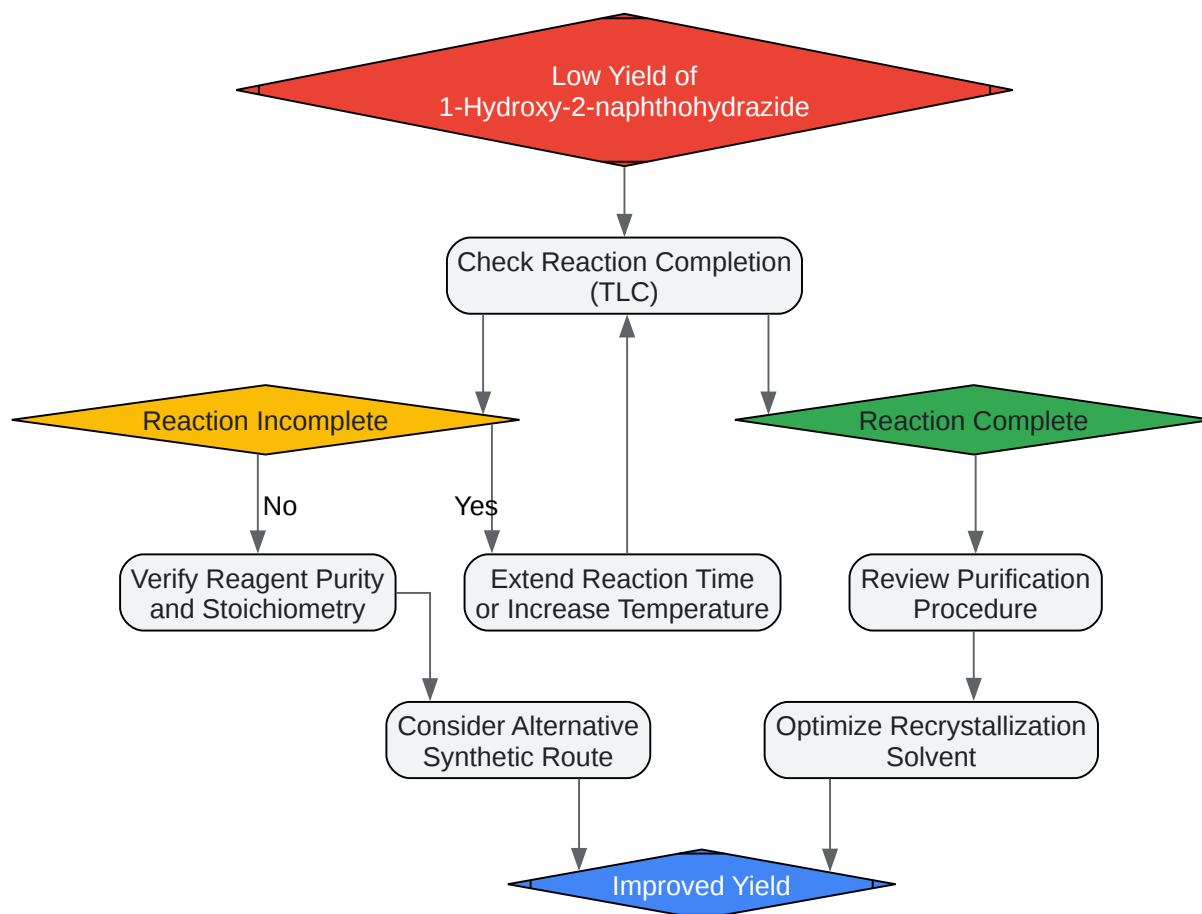 Low Yield of
1-Hydroxy-2-naphthohydrazide
Check Reaction Completion
(TLC)
Reaction Incomplete
Reaction Complete
No
Yes
Verify Reagent Purity
and Stoichiometry
Extend Reaction Time
or Increase Temperature
Review Purification
Procedure
Consider Alternative
Synthetic Route
Optimize Recrystallization
Solvent
Improved Yield